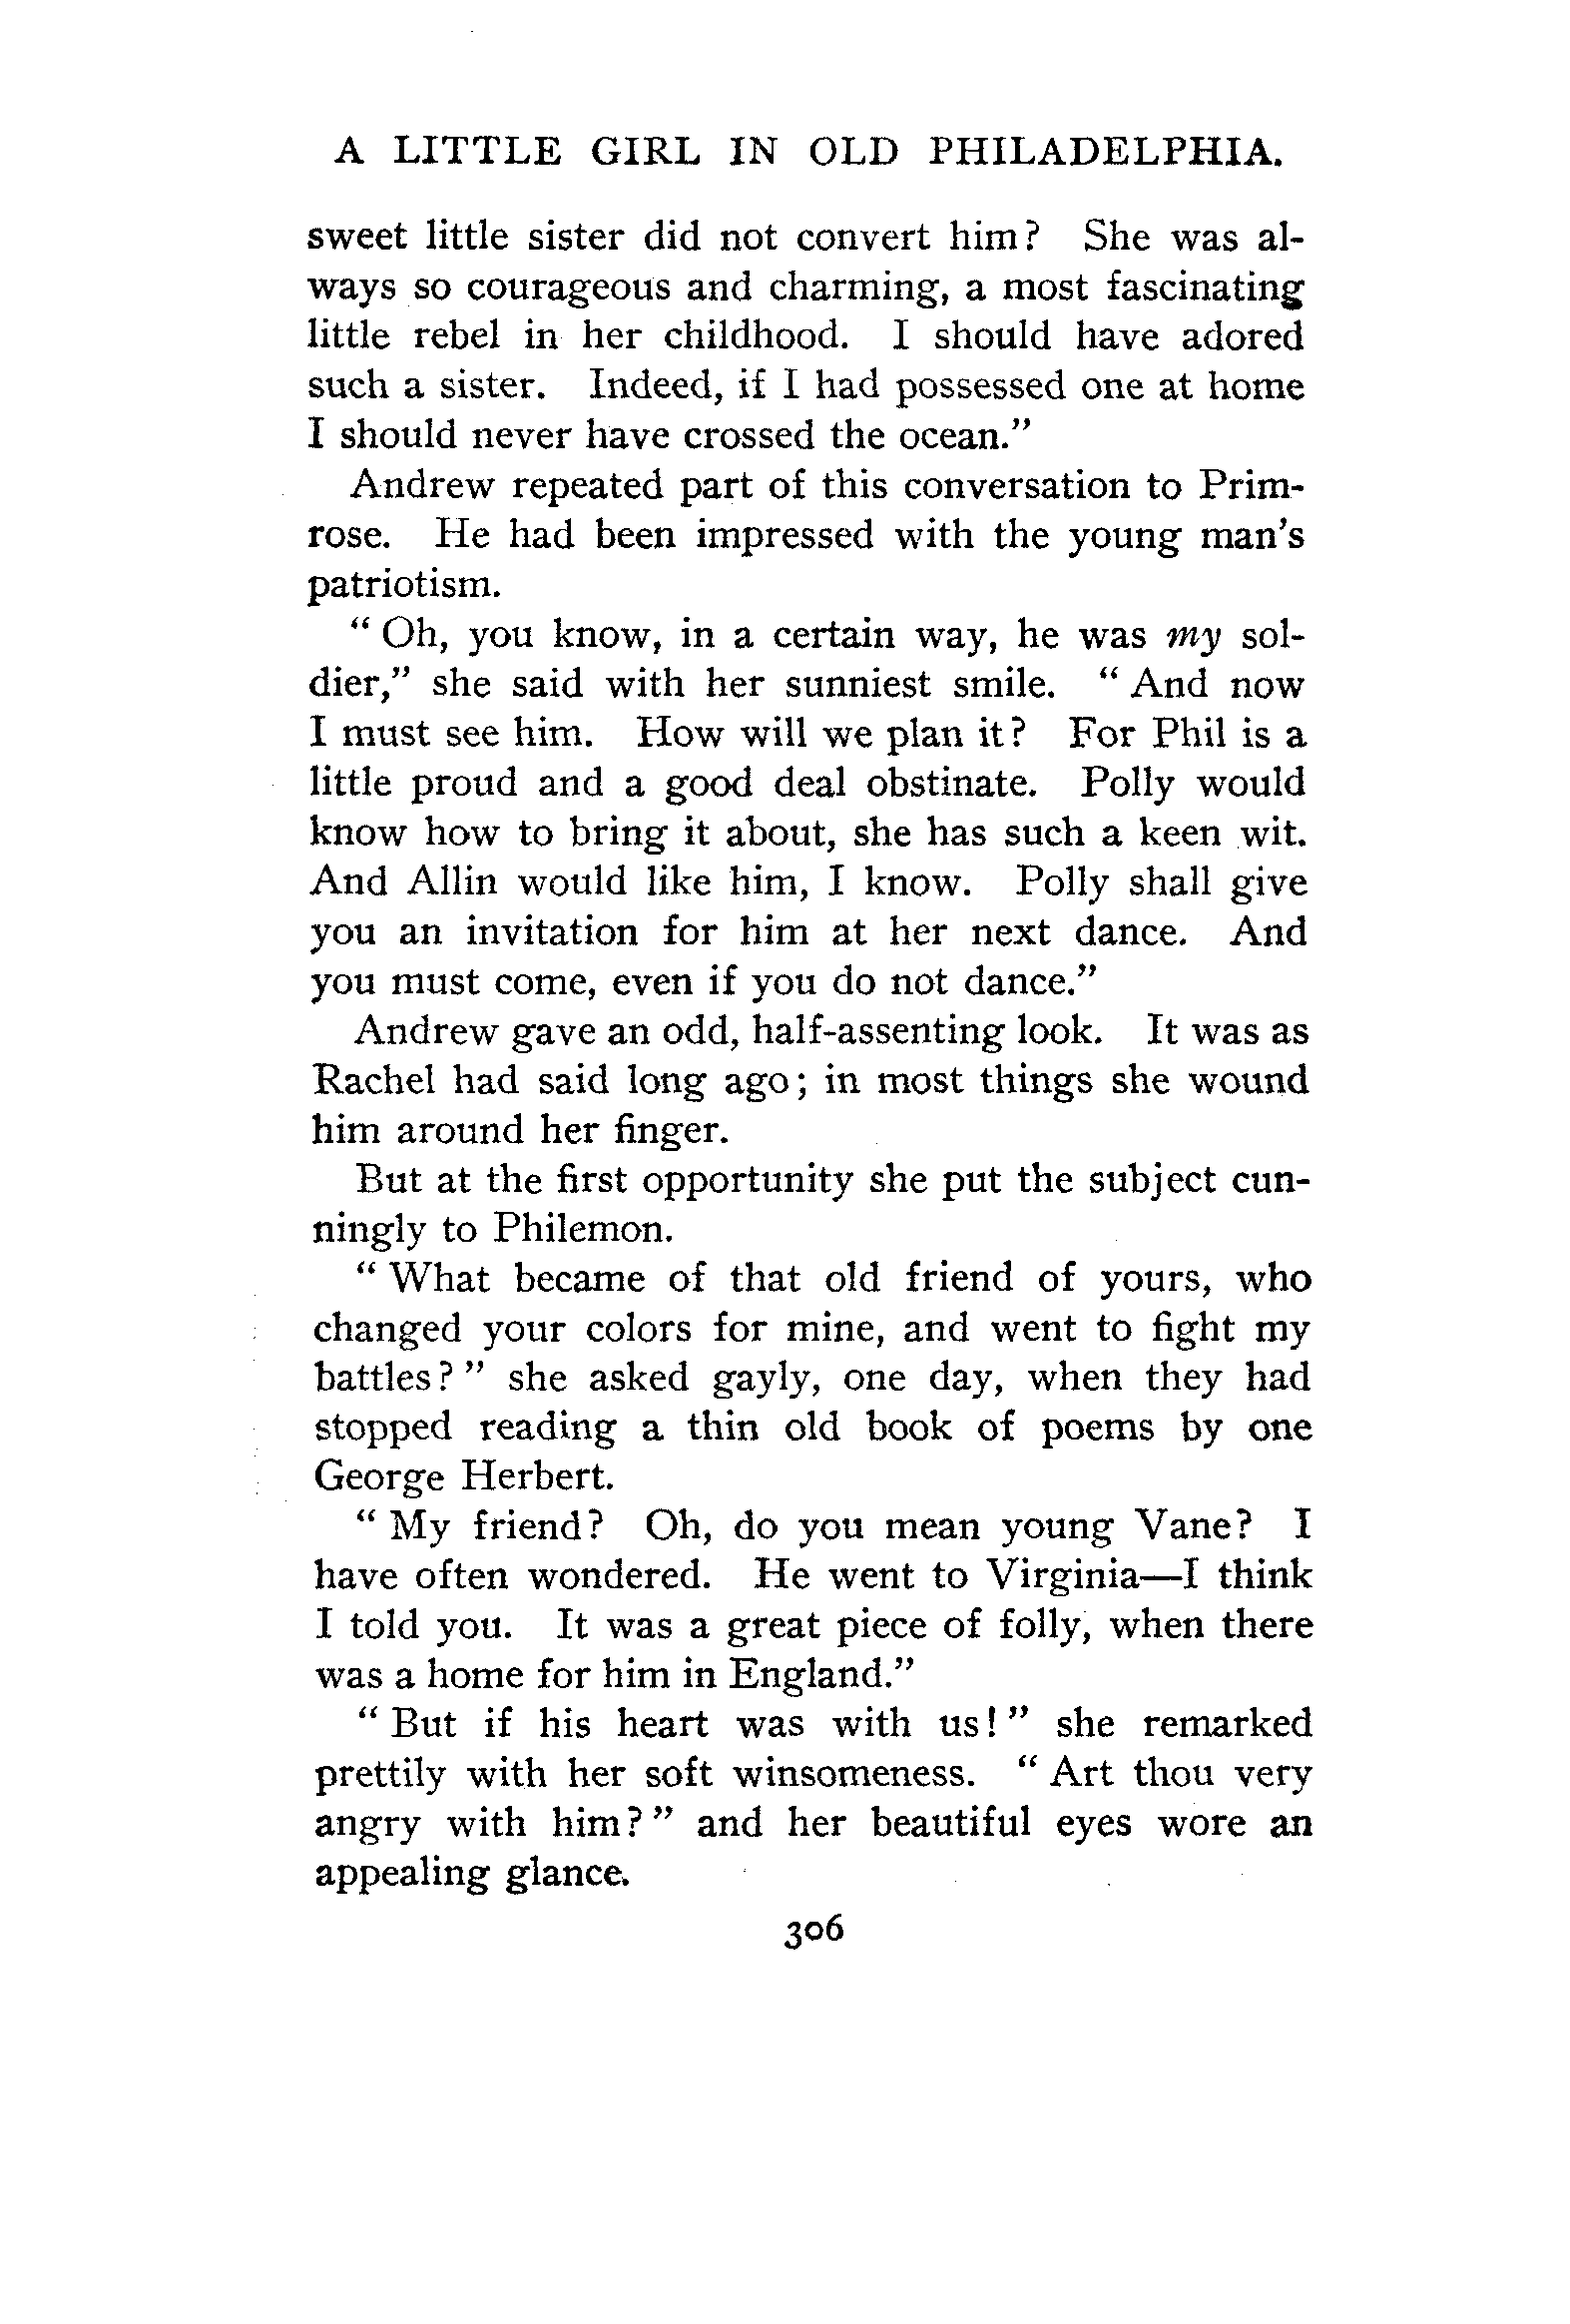 A LITTLE GIRL IN OLD PHILADELPHIA.
sweet little sister did not convert him? She was al-
ways so courageous and charming, a most fascinating
little rebel in her childhood. I should have adored
such a sister. Indeed, if I had possessed one at home
I should never have crossed the ocean.”
Andrew repeated part of this conversation to Prim-
rose. He had been impressed with the young man's
patriotism.
“ Oh, you know, in a certain way, he was my sol-
dier,” she said with her sunniest smile. “ And now
I must see him. How will we plan it? For Phil is a
little proud and a good deal obstinate. Polly would
know how to bring it about, she has such a keen wit.
And Allin would like him, I know. Polly shall give
you an invitation for him at her next dance. And
you must come, even if you do not dance.”
Andrew gave an odd, half-assenting look. It was as
Rachel had said long ago; in most things she wound
him around her finger.
But at the first opportunity she put the subject cun-
ningly to Philemon.
“ What became of that old friend of yours, who
changed your colors for mine, and went to fight my
battles? ” she asked gayly, one day, when they had
stopped reading a thin old book of poems by one
George Herbert.
“ My friend? Oh, do you mean young Vane? I
have often wondered. He went to Virginia—I think
I told you. It was a great piece of folly, when there
was a home for him in England.”
“ But if his heart was with us! ” she remarked
prettily with her soft winsomeness. “ Art thou very
angry with him? ” and her beautiful eyes wore an
appealing glance.
306